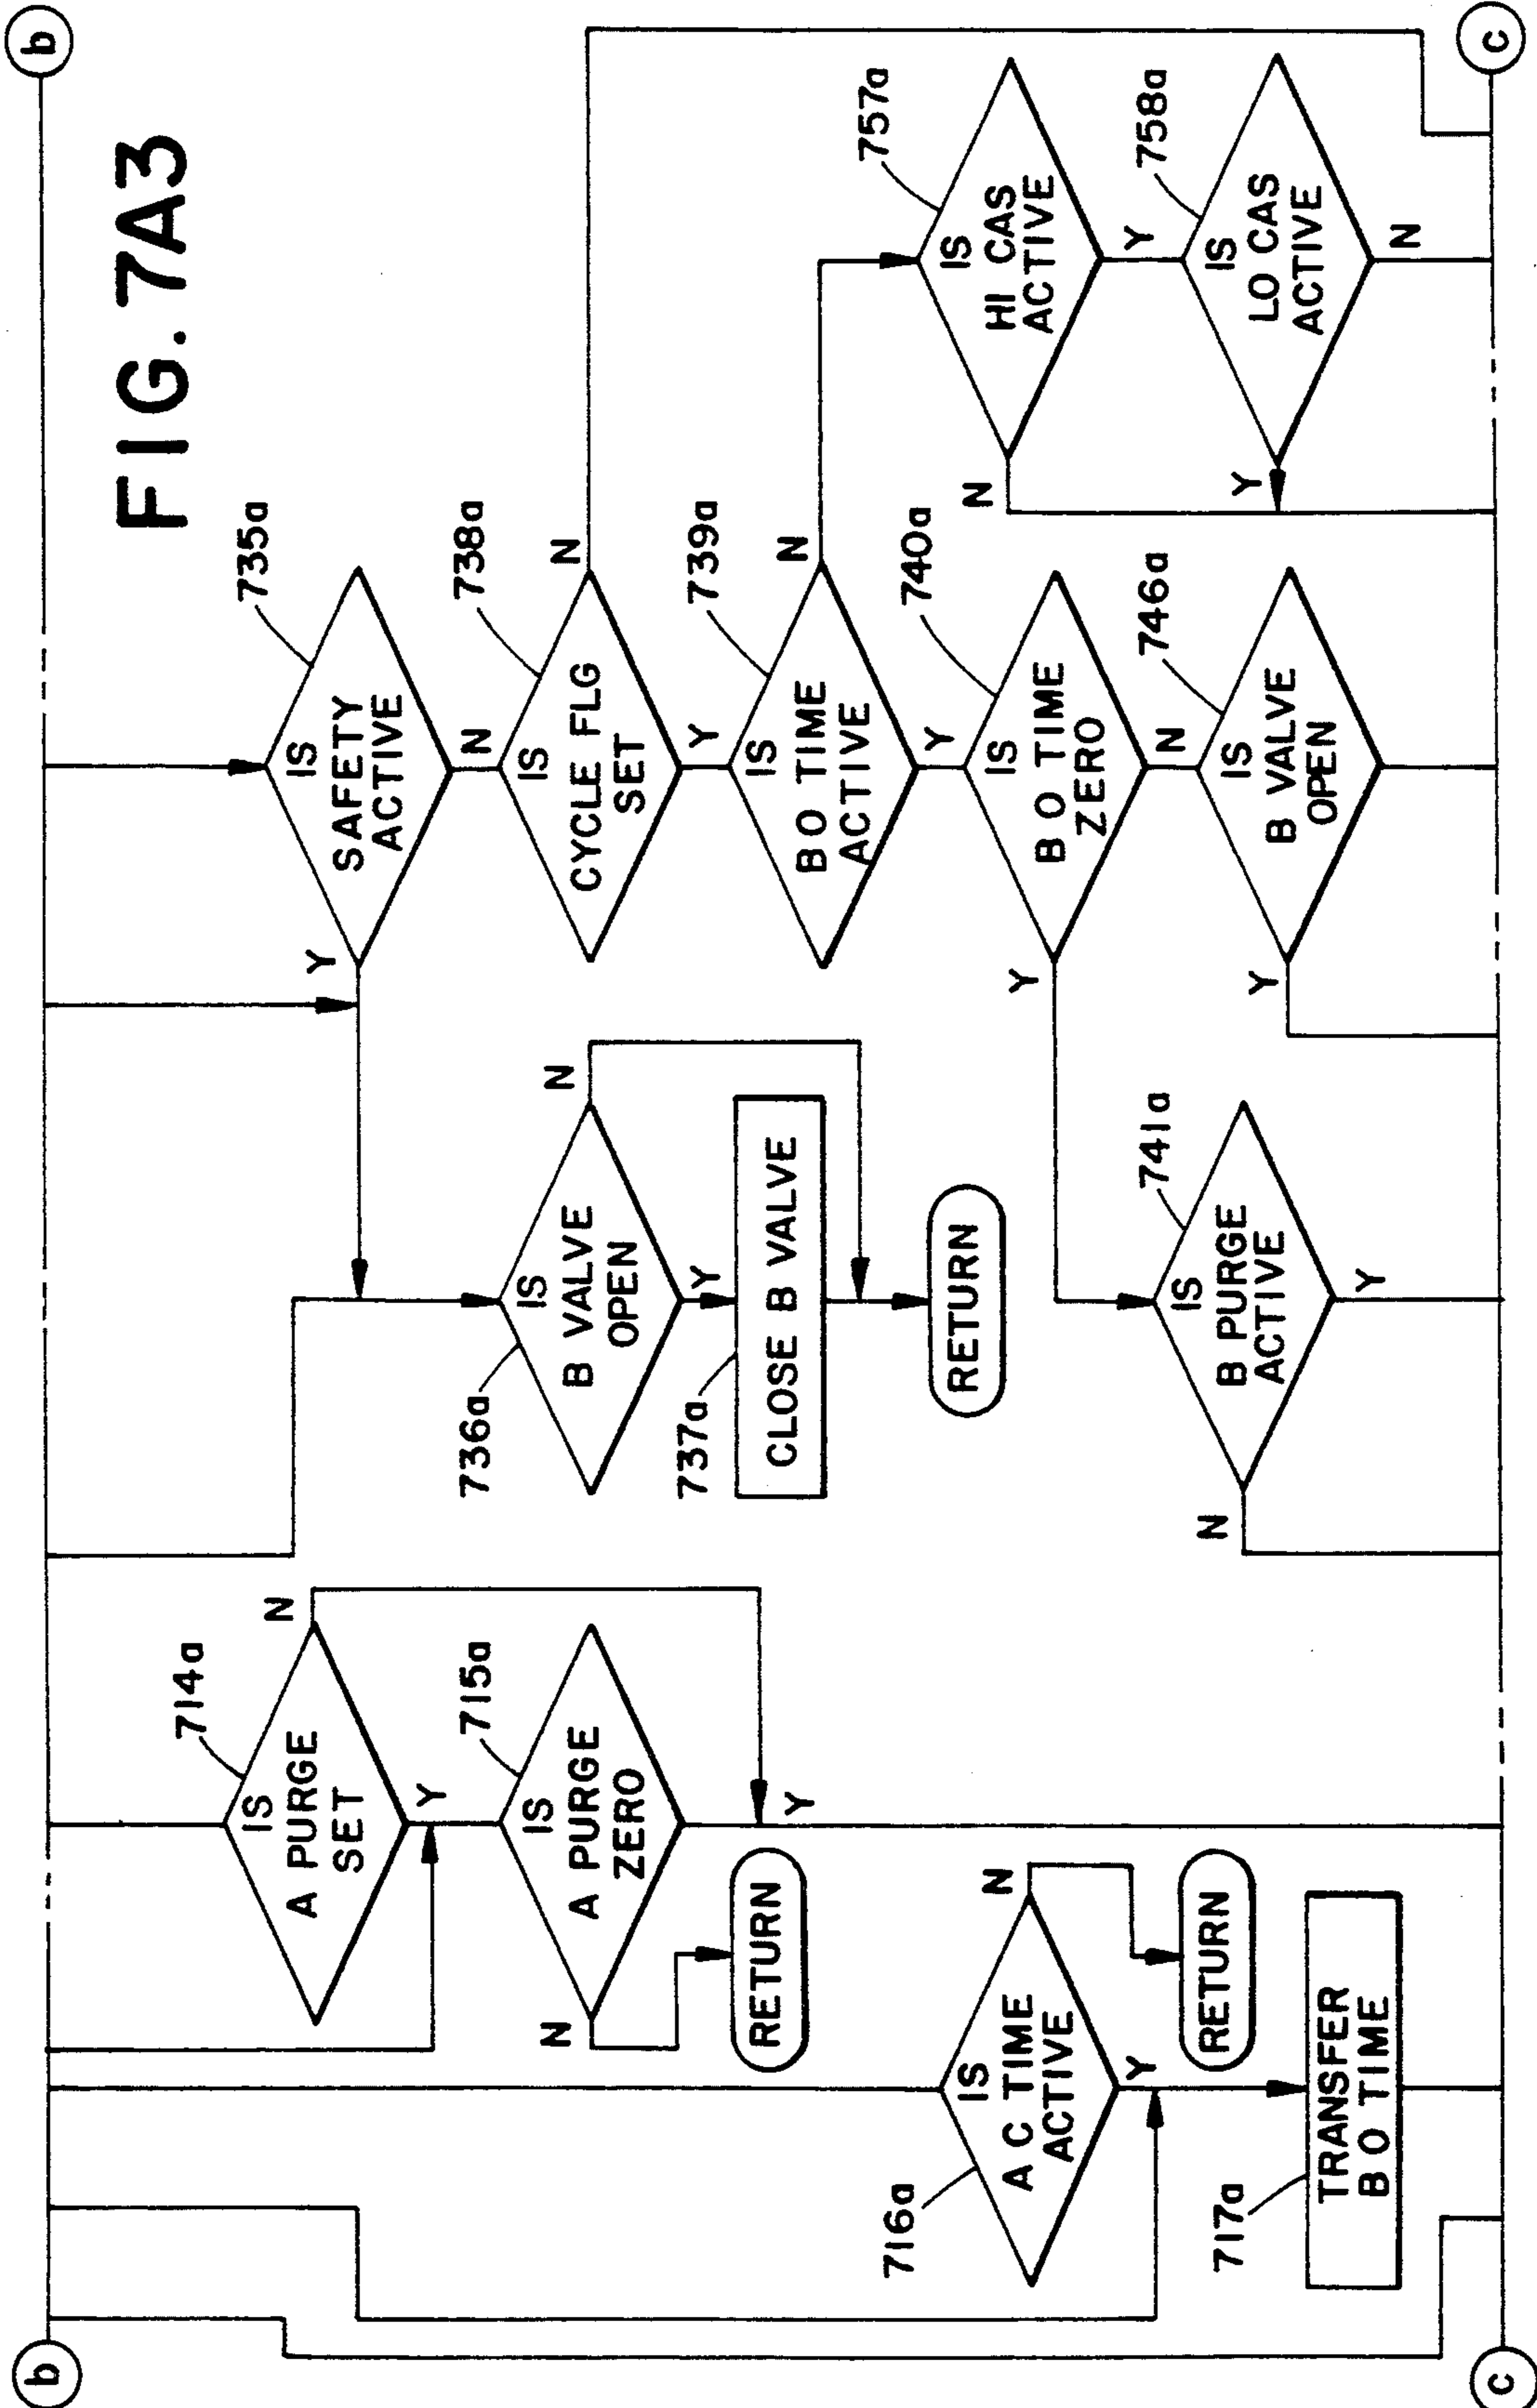 b
b
FIG. 7A3
714a
IS
A PURGE
SET
N
Y
715a
IS
A PURGE
ZERO
N
Y
RETURN
716a
IS
A C TIME
ACTIVE
N
Y
RETURN
717a
TRANSFER
B O TIME
735a
IS
SAFETY
ACTIVE
Y
N
736a
IS
B VALVE
OPEN
N
Y
737a
CLOSE B VALVE
RETURN
738a
IS
CYCLE FLG
SET
N
Y
739a
IS
B O TIME
ACTIVE
N
Y
740a
IS
B O TIME
ZERO
Y
N
741a
IS
B PURGE
ACTIVE
N
Y
746a
IS
B VALVE
OPEN
Y
757a
IS
HI CAS
ACTIVE
N
Y
758a
IS
LO CAS
ACTIVE
Y
N
c
c